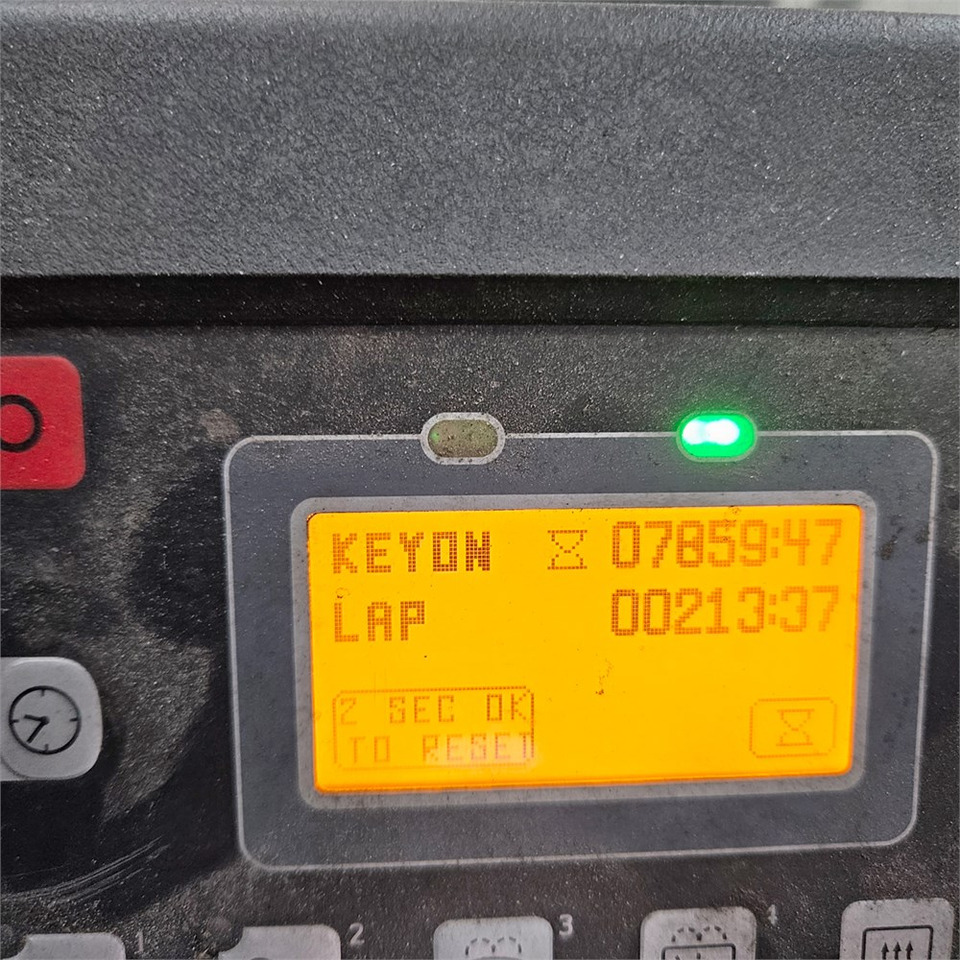 KEYON 07859:47
LAP 00213:37
2 SEC OK
TO RESET
1 2 3 4